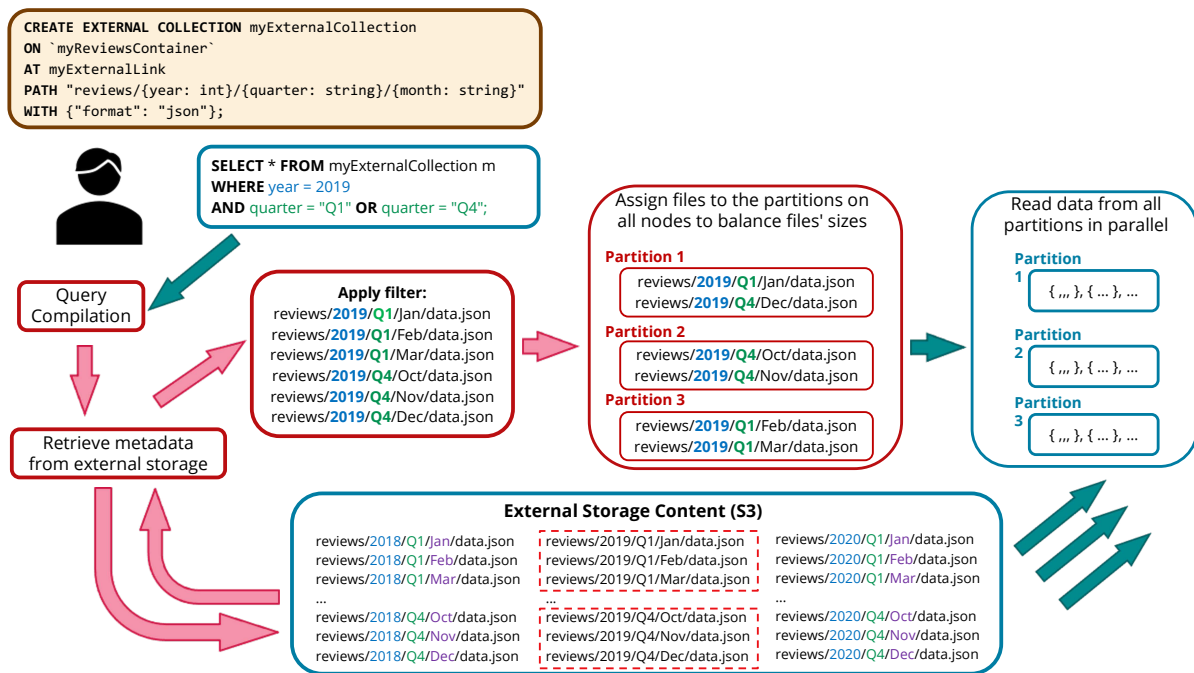 CREATE EXTERNAL COLLECTION myExternalCollection
ON `myReviewsContainer`
AT myExternalLink
PATH "reviews/{year: int}/{quarter: string}/{month: string}"
WITH {"format": "json"};
SELECT * FROM myExternalCollection m
WHERE year = 2019
AND quarter = "Q1" OR quarter = "Q4";
Query
Compilation
Retrieve metadata
from external storage
Apply filter:
reviews/2019/Q1/Jan/data.json
reviews/2019/Q1/Feb/data.json
reviews/2019/Q1/Mar/data.json
reviews/2019/Q4/Oct/data.json
reviews/2019/Q4/Nov/data.json
reviews/2019/Q4/Dec/data.json
Assign files to the partitions on
all nodes to balance files' sizes
Partition 1
reviews/2019/Q1/Jan/data.json
reviews/2019/Q4/Dec/data.json
Partition 2
reviews/2019/Q4/Oct/data.json
reviews/2019/Q4/Nov/data.json
Partition 3
reviews/2019/Q1/Feb/data.json
reviews/2019/Q1/Mar/data.json
Read data from all
partitions in parallel
Partition
1
{ ,,, }, { ... }, ...
Partition
2
{ ,,, }, { ... }, ...
Partition
3
{ ,,, }, { ... }, ...
External Storage Content (S3)
reviews/2018/Q1/Jan/data.json
reviews/2018/Q1/Feb/data.json
reviews/2018/Q1/Mar/data.json
...
reviews/2018/Q4/Oct/data.json
reviews/2018/Q4/Nov/data.json
reviews/2018/Q4/Dec/data.json
reviews/2019/Q1/Jan/data.json
reviews/2019/Q1/Feb/data.json
reviews/2019/Q1/Mar/data.json
...
reviews/2019/Q4/Oct/data.json
reviews/2019/Q4/Nov/data.json
reviews/2019/Q4/Dec/data.json
reviews/2020/Q1/Jan/data.json
reviews/2020/Q1/Feb/data.json
reviews/2020/Q1/Mar/data.json
...
reviews/2020/Q4/Oct/data.json
reviews/2020/Q4/Nov/data.json
reviews/2020/Q4/Dec/data.json